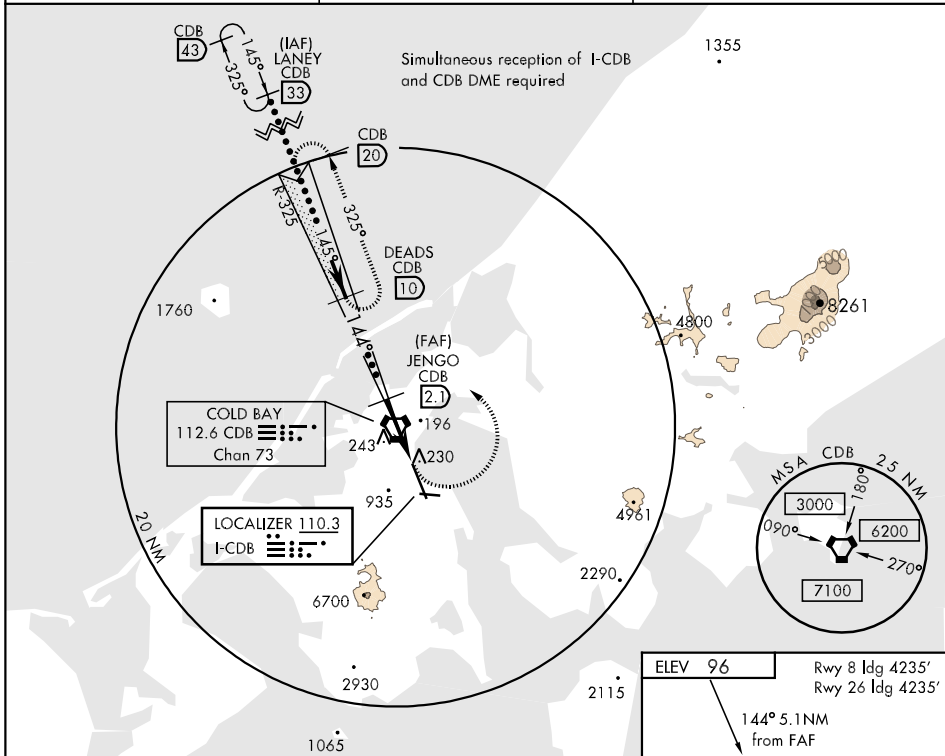 CDB
43
145°
325°
(IAF)
LANEY
CDB
33
Simultaneous reception of I-CDB
and CDB DME required
1355
CDB
20
R-325
145°
325°
DEADS
CDB
10
1760
144°
(FAF)
JENGO
CDB
2.1
3000
8261
3000
4800
COLD BAY
112.6 CDB
Chan 73
196
243
230
935
LOCALIZER 110.3
I-CDB
20 NM
4961
MSA CDB 25 NM
180°
3000
090°
6200
270°
7100
2290
6700
2930
2115
1065
ELEV 96
Rwy 8 ldg 4235'
Rwy 26 ldg 4235'
144° 5.1NM
from FAF